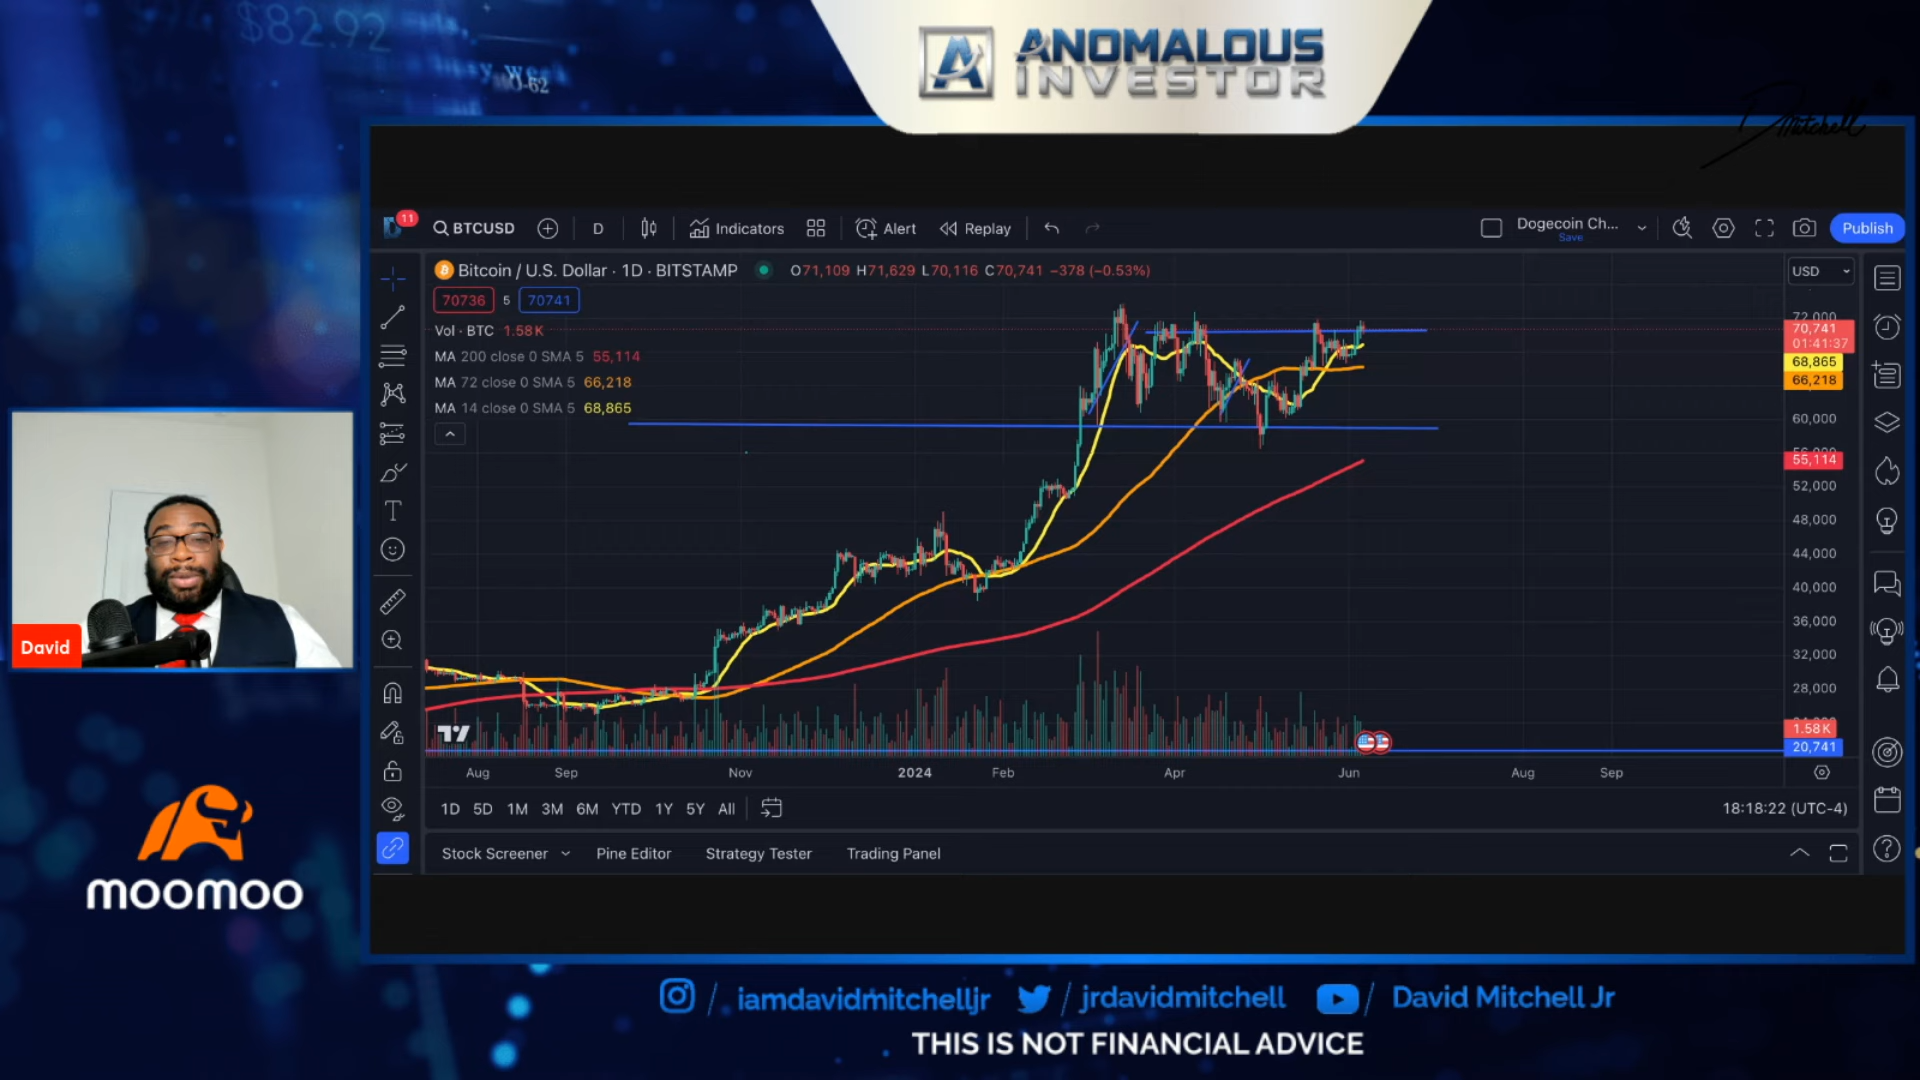 $82.92
ANOMALOUS
INVESTOR
DMitchell
11
BTCUSD
D
Indicators
Alert
Replay
Dogecoin Ch...
Save
Publish
Bitcoin / U.S. Dollar · 1D · BITSTAMP
O71,109 H71,629 L70,116 C70,741 −378 (−0.53%)
USD
70736
5
70741
Vol · BTC 1.58K
MA 200 close 0 SMA 5 55,114
MA 72 close 0 SMA 5 66,218
MA 14 close 0 SMA 5 68,865
72,000
70,741
01:41:37
68,865
66,218
60,000
55,114
52,000
48,000
44,000
40,000
36,000
32,000
28,000
1.58K
20,741
Aug
Sep
Nov
2024
Feb
Apr
Jun
Aug
Sep
1D
5D
1M
3M
6M
YTD
1Y
5Y
All
18:18:22 (UTC-4)
Stock Screener
Pine Editor
Strategy Tester
Trading Panel
David
moomoo
/ iamdavidmitchelljr
/ jrdavidmitchell
/ David Mitchell Jr
THIS IS NOT FINANCIAL ADVICE